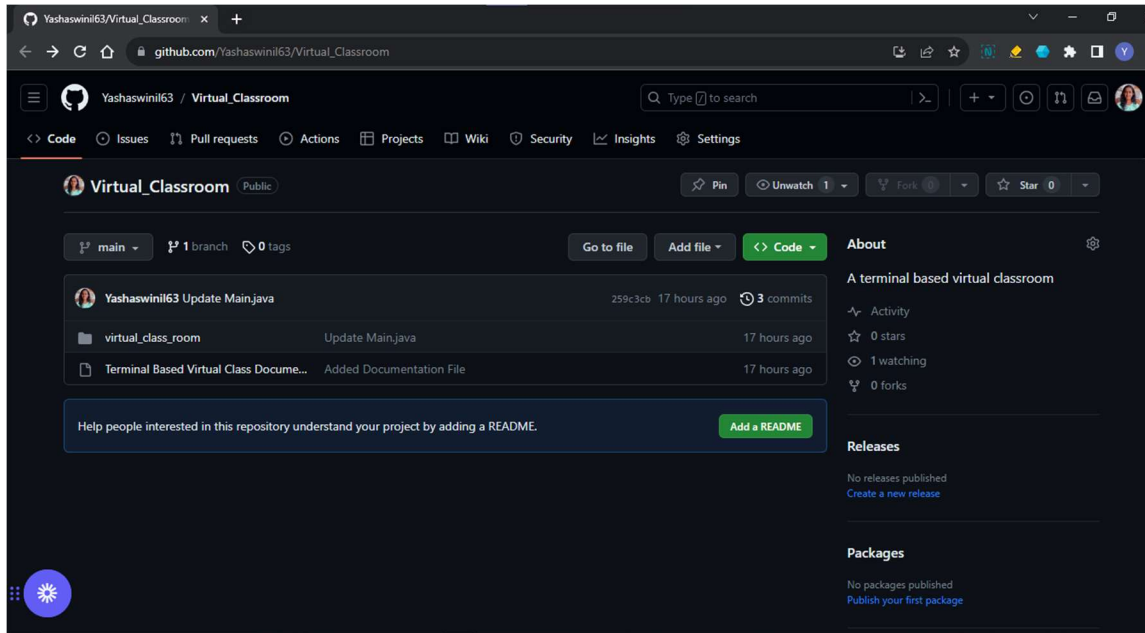 Yashaswinil63/Virtual_Classroom
github.com/Yashaswinil63/Virtual_Classroom
Y
Yashaswinil63 / Virtual_Classroom
Type / to search
Code Issues Pull requests Actions Projects Wiki Security Insights Settings
Virtual_Classroom Public
Pin Unwatch 1 Fork 0 Star 0
main 1 branch 0 tags Go to file Add file Code
Yashaswinil63 Update Main.java 259c3cb 17 hours ago 3 commits
virtual_class_room Update Main.java 17 hours ago
Terminal Based Virtual Class Docume... Added Documentation File 17 hours ago
Help people interested in this repository understand your project by adding a README. Add a README
About
A terminal based virtual classroom
Activity
0 stars
1 watching
0 forks
Releases
No releases published
Create a new release
Packages
No packages published
Publish your first package